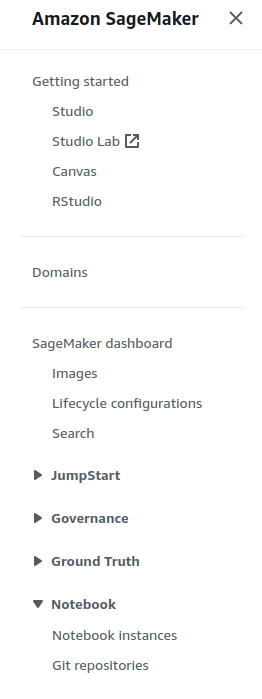 Amazon SageMaker
Getting started
Studio
Studio Lab
Canvas
RStudio
Domains
SageMaker dashboard
Images
Lifecycle configurations
Search
JumpStart
Governance
Ground Truth
Notebook
Notebook instances
Git repositories